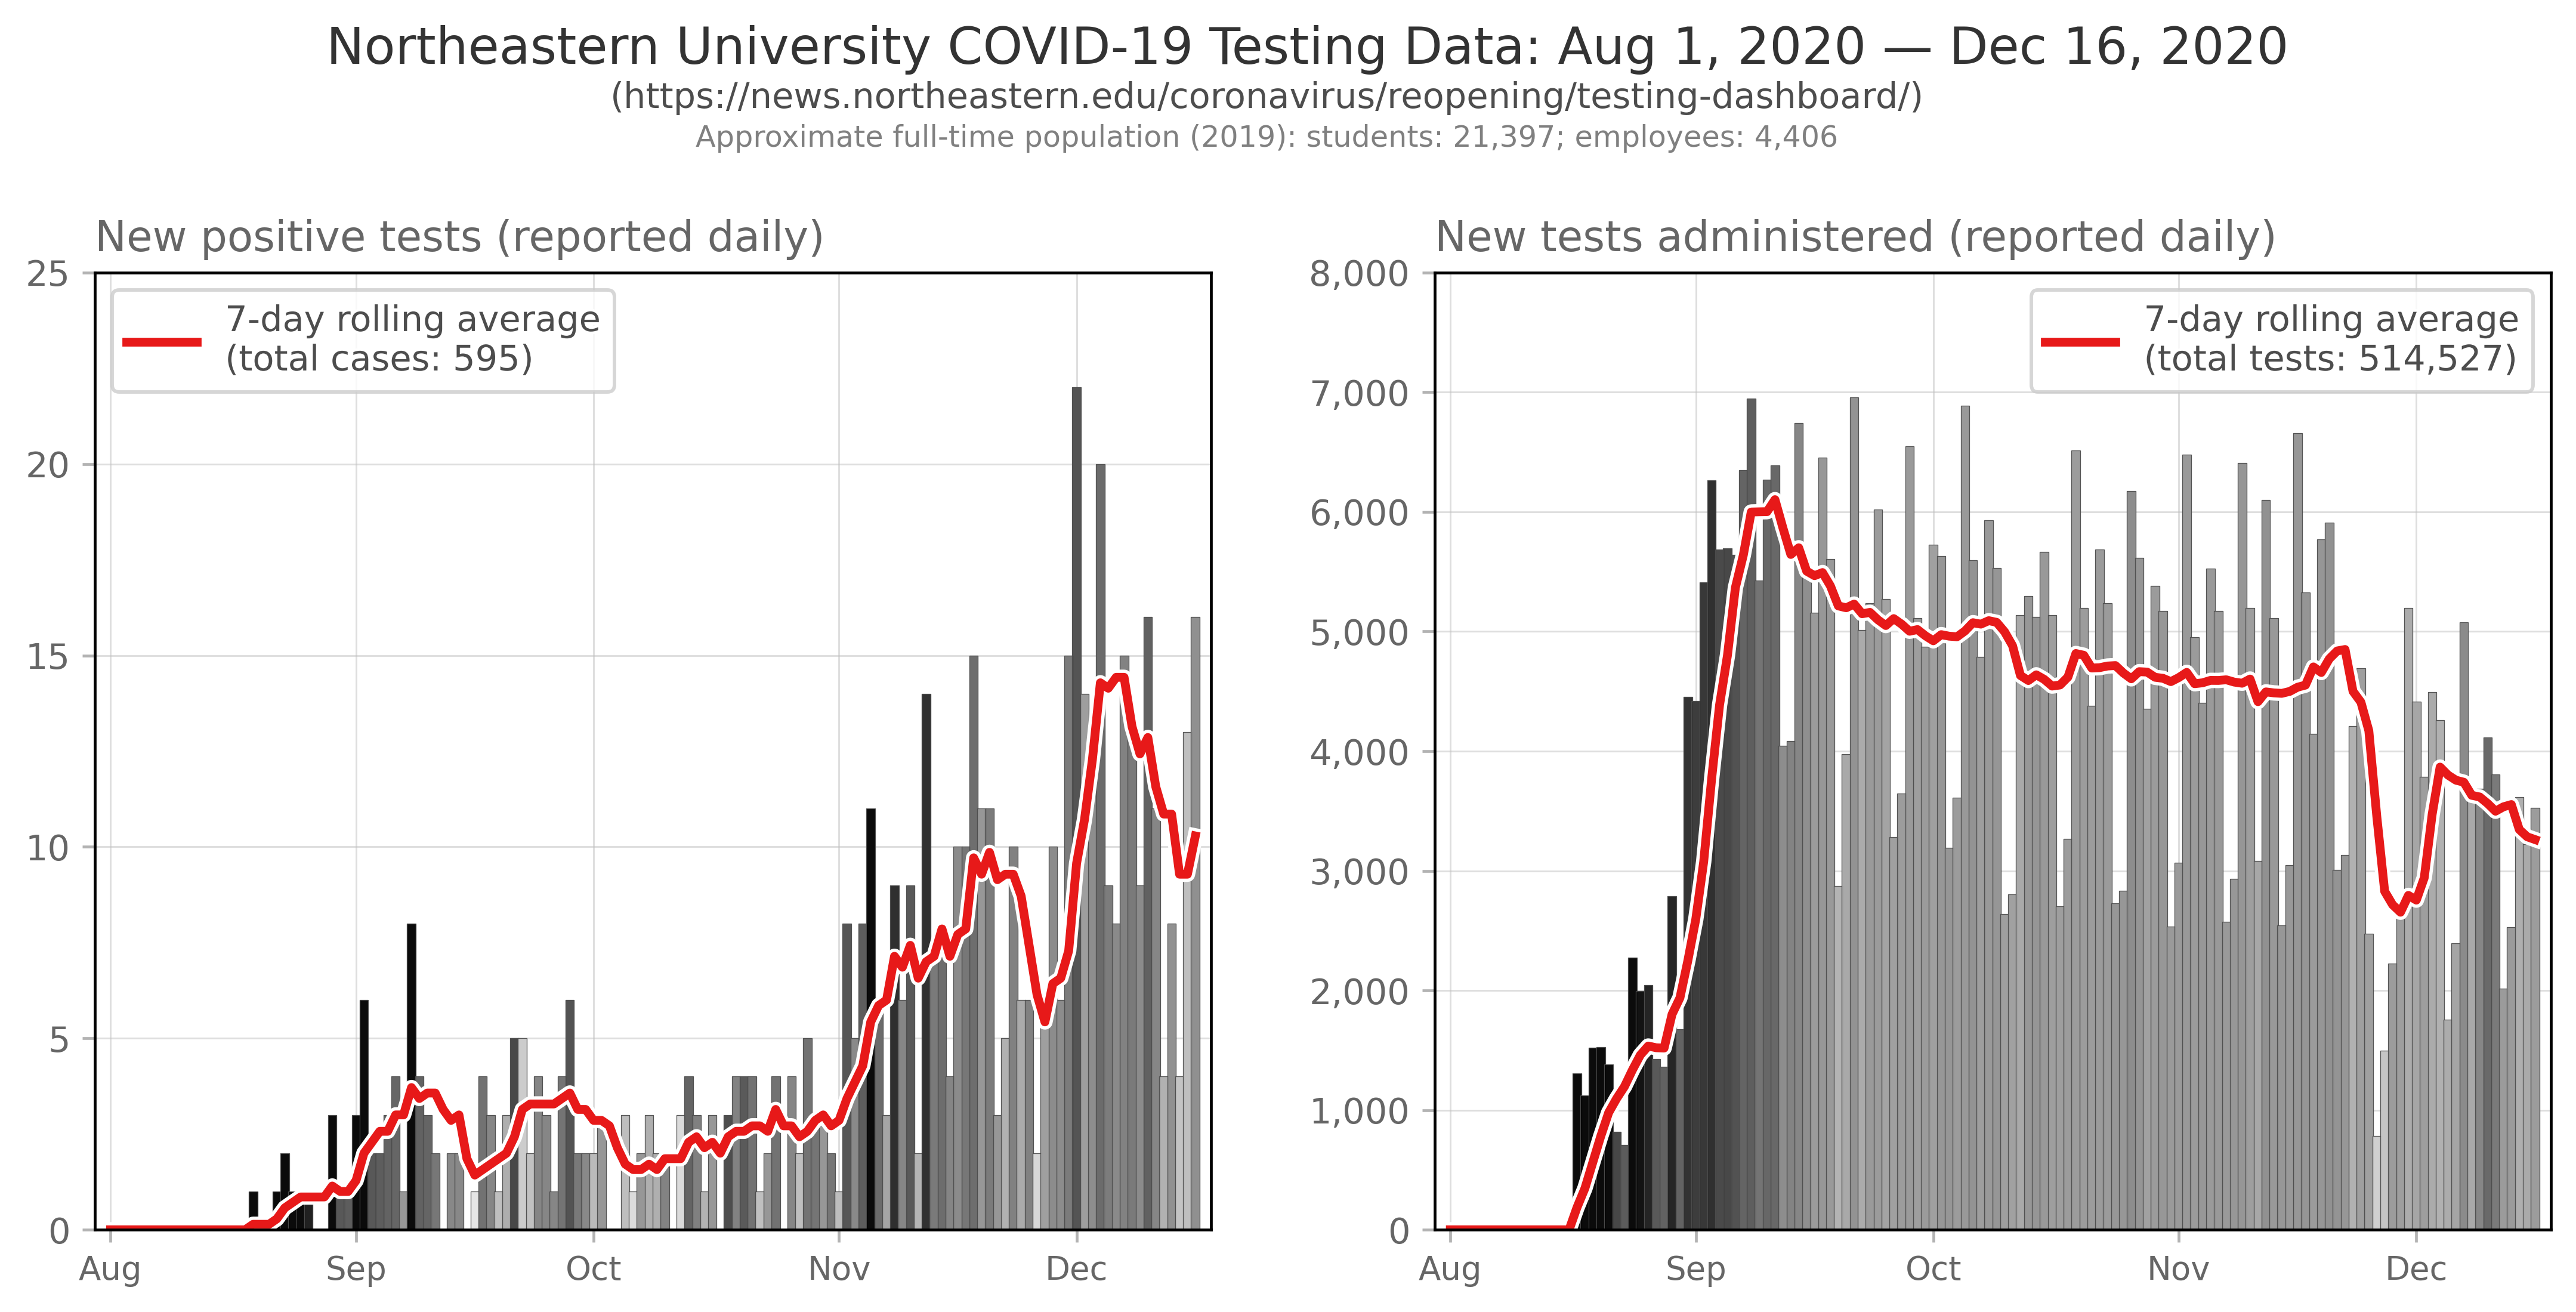 Northeastern University COVID-19 Testing Data: Aug 1, 2020 — Dec 16, 2020
(https://news.northeastern.edu/coronavirus/reopening/testing-dashboard/)
Approximate full-time population (2019): students: 21,397; employees: 4,406
New positive tests (reported daily)
25
20
15
10
5
0
7-day rolling average
(total cases: 595)
Aug
Sep
Oct
Nov
Dec
New tests administered (reported daily)
8,000
7,000
6,000
5,000
4,000
3,000
2,000
1,000
0
7-day rolling average
(total tests: 514,527)
Aug
Sep
Oct
Nov
Dec